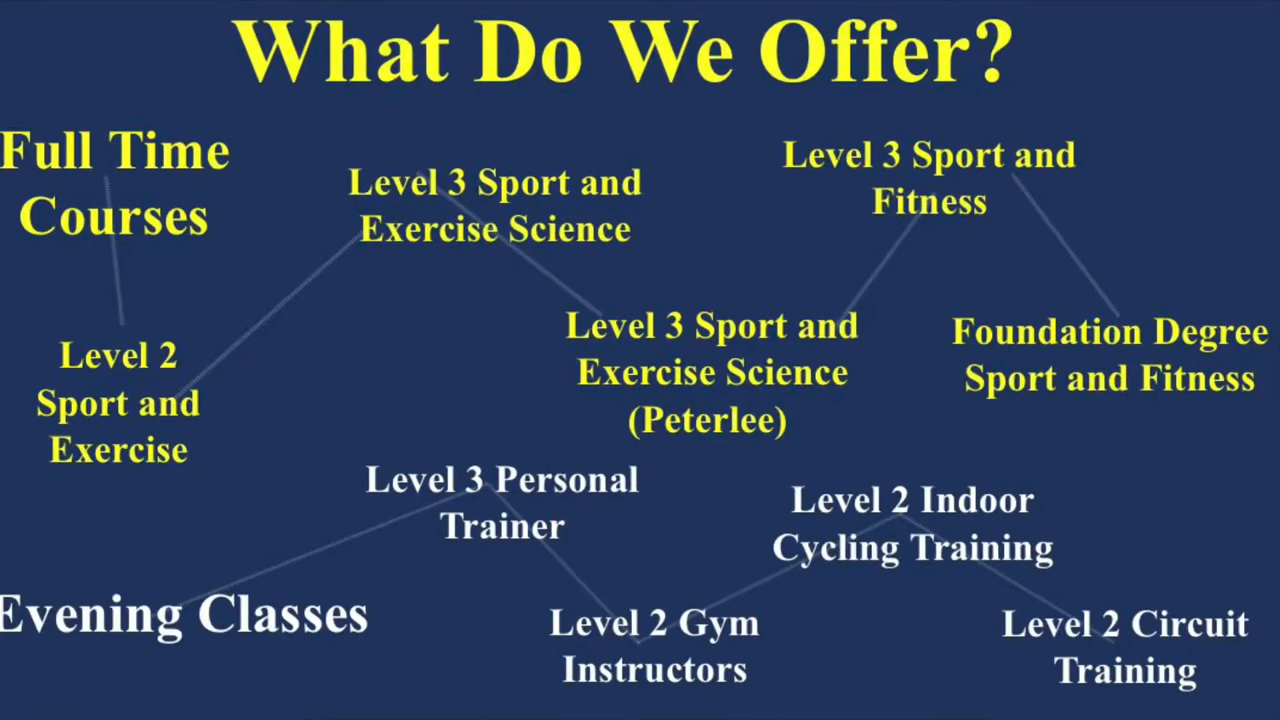 What Do We Offer?
Full Time
Courses
Level 3 Sport and
Exercise Science
Level 3 Sport and
Fitness
Level 2
Sport and
Exercise
Level 3 Sport and
Exercise Science
(Peterlee)
Foundation Degree
Sport and Fitness
Level 3 Personal
Trainer
Level 2 Indoor
Cycling Training
Evening Classes
Level 2 Gym
Instructors
Level 2 Circuit
Training